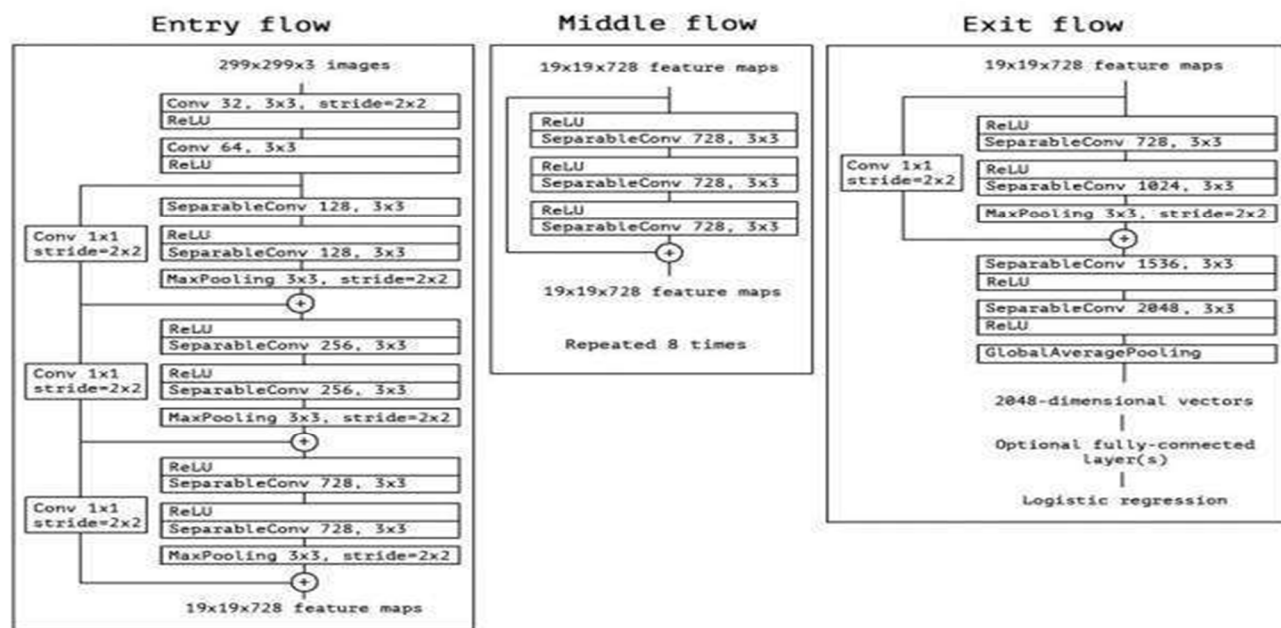 Entry flow
299x299x3 images
Conv 32, 3x3, stride=2x2
ReLU
Conv 64, 3x3
ReLU
SeparableConv 128, 3x3
Conv 1x1
stride=2x2
ReLU
SeparableConv 128, 3x3
MaxPooling 3x3, stride=2x2
+
ReLU
SeparableConv 256, 3x3
Conv 1x1
stride=2x2
ReLU
SeparableConv 256, 3x3
MaxPooling 3x3, stride=2x2
+
ReLU
SeparableConv 728, 3x3
Conv 1x1
stride=2x2
ReLU
SeparableConv 728, 3x3
MaxPooling 3x3, stride=2x2
+
19x19x728 feature maps
Middle flow
19x19x728 feature maps
ReLU
SeparableConv 728, 3x3
ReLU
SeparableConv 728, 3x3
ReLU
SeparableConv 728, 3x3
+
19x19x728 feature maps
Repeated 8 times
Exit flow
19x19x728 feature maps
ReLU
SeparableConv 728, 3x3
Conv 1x1
stride=2x2
ReLU
SeparableConv 1024, 3x3
MaxPooling 3x3, stride=2x2
+
SeparableConv 1536, 3x3
ReLU
SeparableConv 2048, 3x3
ReLU
GlobalAveragePooling
2048-dimensional vectors
Optional fully-connected
layer(s)
Logistic regression